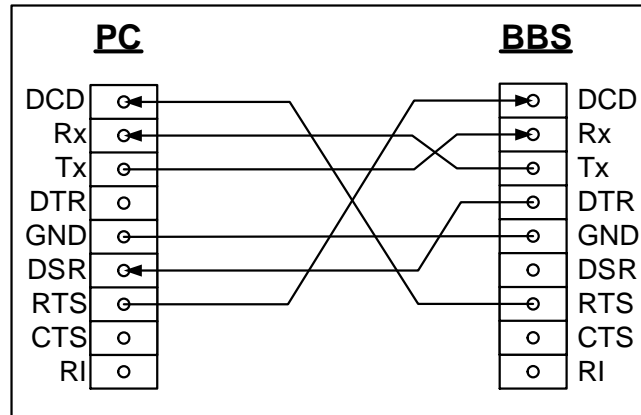 PC BBS
DCD DCD
Rx Rx
Tx Tx
DTR DTR
GND GND
DSR DSR
RTS RTS
CTS CTS
RI RI